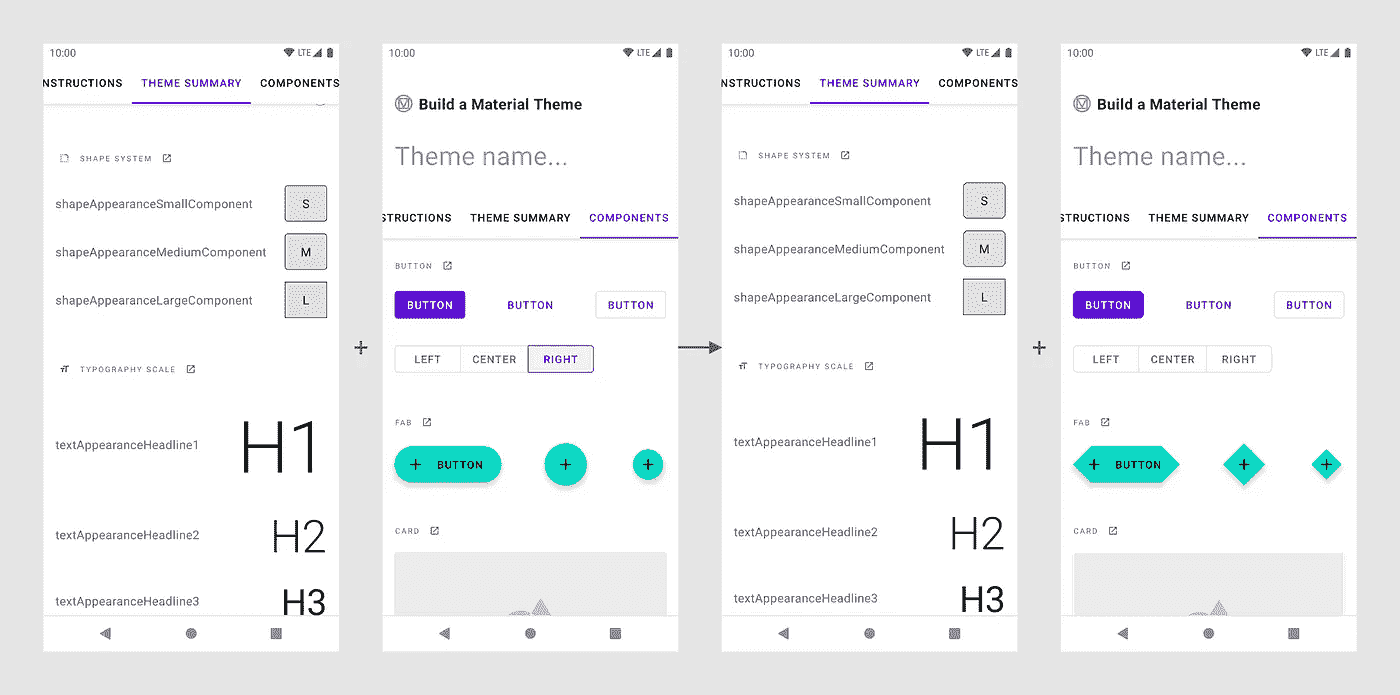 10:00 LTE
NSTRUCTIONS THEME SUMMARY COMPONENTS
SHAPE SYSTEM
shapeAppearanceSmallComponent S
shapeAppearanceMediumComponent M
shapeAppearanceLargeComponent L
TYPOGRAPHY SCALE
textAppearanceHeadline1 H1
textAppearanceHeadline2 H2
textAppearanceHeadline3 H3
+
10:00 LTE
Build a Material Theme
Theme name...
STRUCTIONS THEME SUMMARY COMPONENTS
BUTTON
BUTTON BUTTON BUTTON
LEFT CENTER RIGHT
FAB
+ BUTTON + +
CARD
10:00 LTE
NSTRUCTIONS THEME SUMMARY COMPONENTS
SHAPE SYSTEM
shapeAppearanceSmallComponent S
shapeAppearanceMediumComponent M
shapeAppearanceLargeComponent L
TYPOGRAPHY SCALE
textAppearanceHeadline1 H1
textAppearanceHeadline2 H2
textAppearanceHeadline3 H3
+
10:00 LTE
Build a Material Theme
Theme name...
STRUCTIONS THEME SUMMARY COMPONENTS
BUTTON
BUTTON BUTTON BUTTON
LEFT CENTER RIGHT
FAB
+ BUTTON + +
CARD